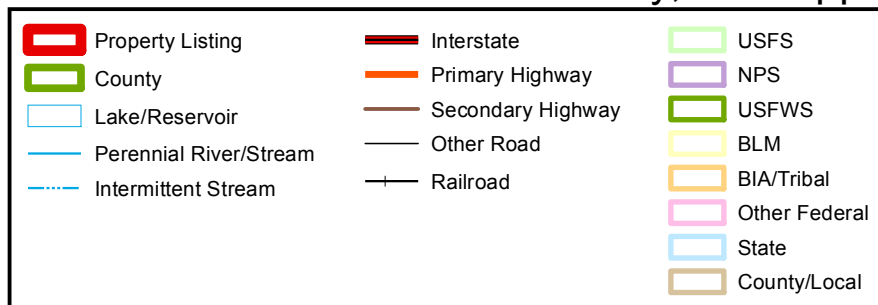 Property Listing
County
Lake/Reservoir
Perennial River/Stream
Intermittent Stream
Interstate
Primary Highway
Secondary Highway
Other Road
Railroad
USFS
NPS
USFWS
BLM
BIA/Tribal
Other Federal
State
County/Local